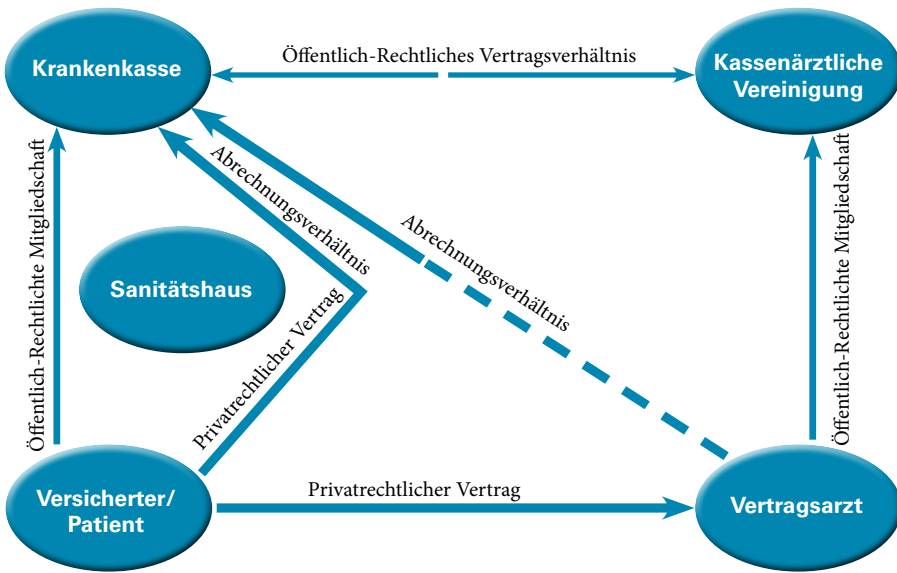 Krankenkasse
Öffentlich-Rechtliches Vertragsverhältnis
Kassenärztliche
Vereinigung
Öffentlich-Rechtlichte Mitgliedschaft
Abrechnungsverhältnis
Abrechnungsverhältnis
Öffentlich-Rechtlichte Mitgliedschaft
Sanitätshaus
Privatrechtlicher Vertrag
Versicherter/
Patient
Privatrechtlicher Vertrag
Vertragsarzt